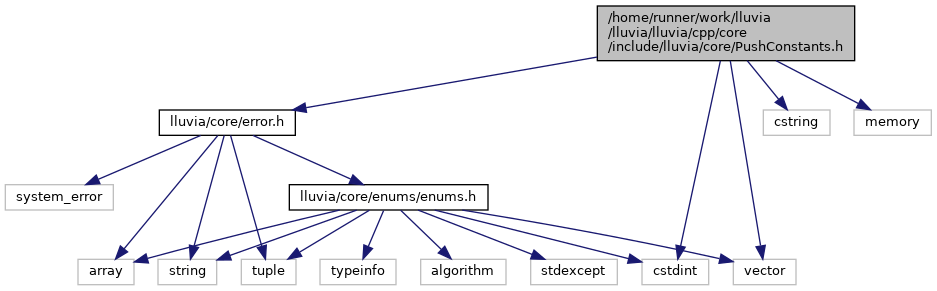 /home/runner/work/lluvia
/lluvia/lluvia/cpp/core
/include/lluvia/core/PushConstants.h
lluvia/core/error.h
cstring
memory
system_error
lluvia/core/enums/enums.h
array
string
tuple
typeinfo
algorithm
stdexcept
cstdint
vector